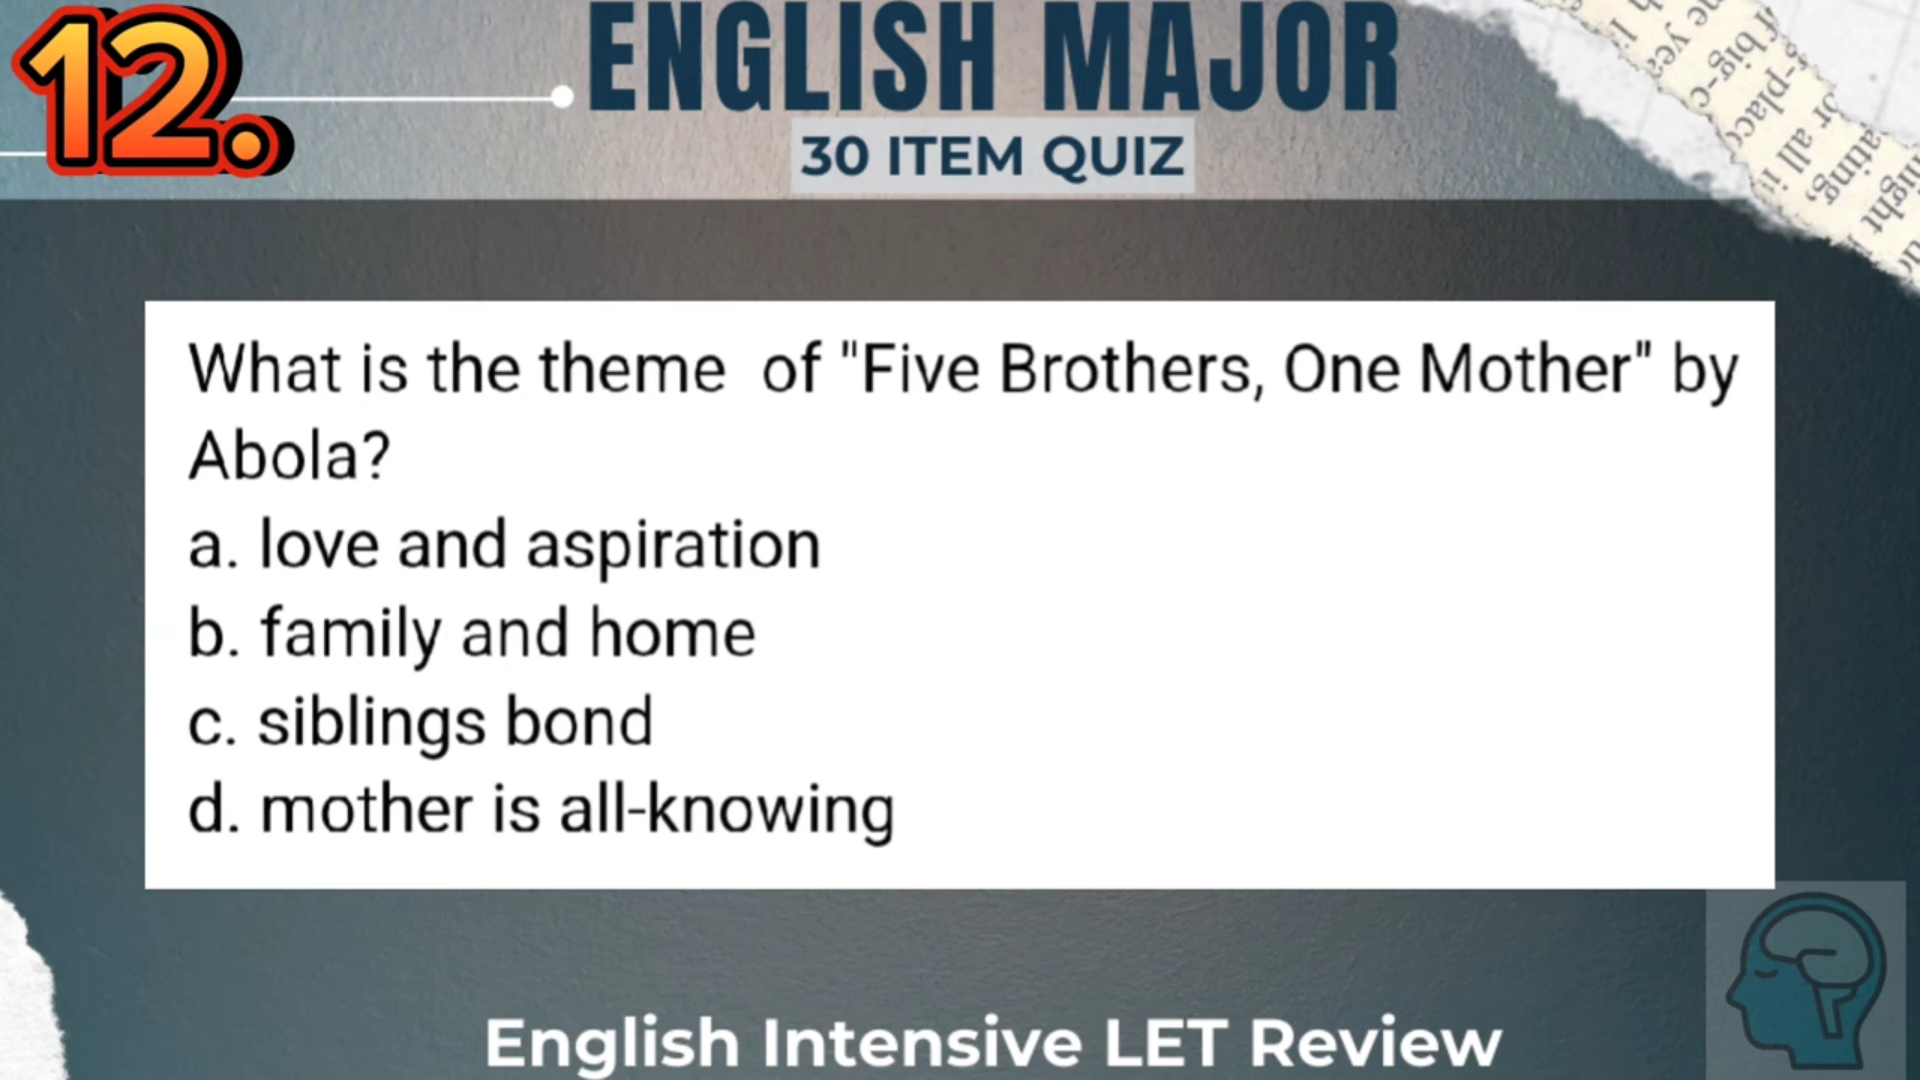 12.
ENGLISH MAJOR
30 ITEM QUIZ
What is the theme  of "Five Brothers, One Mother" by
Abola?
a. love and aspiration
b. family and home
c. siblings bond
d. mother is all-knowing
English Intensive LET Review